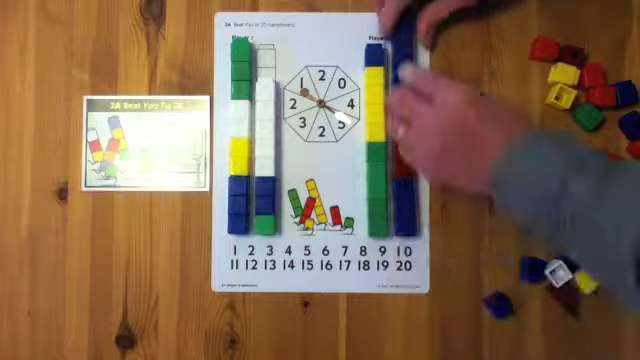 2A Beat You To 20 Gameboard
Player 1
Player
2A Beat You To 20
1 2 0
2 4
3 2 5
1 2 3 4 5 6 7 8 9 10
11 12 13 14 15 16 17 18 19 20